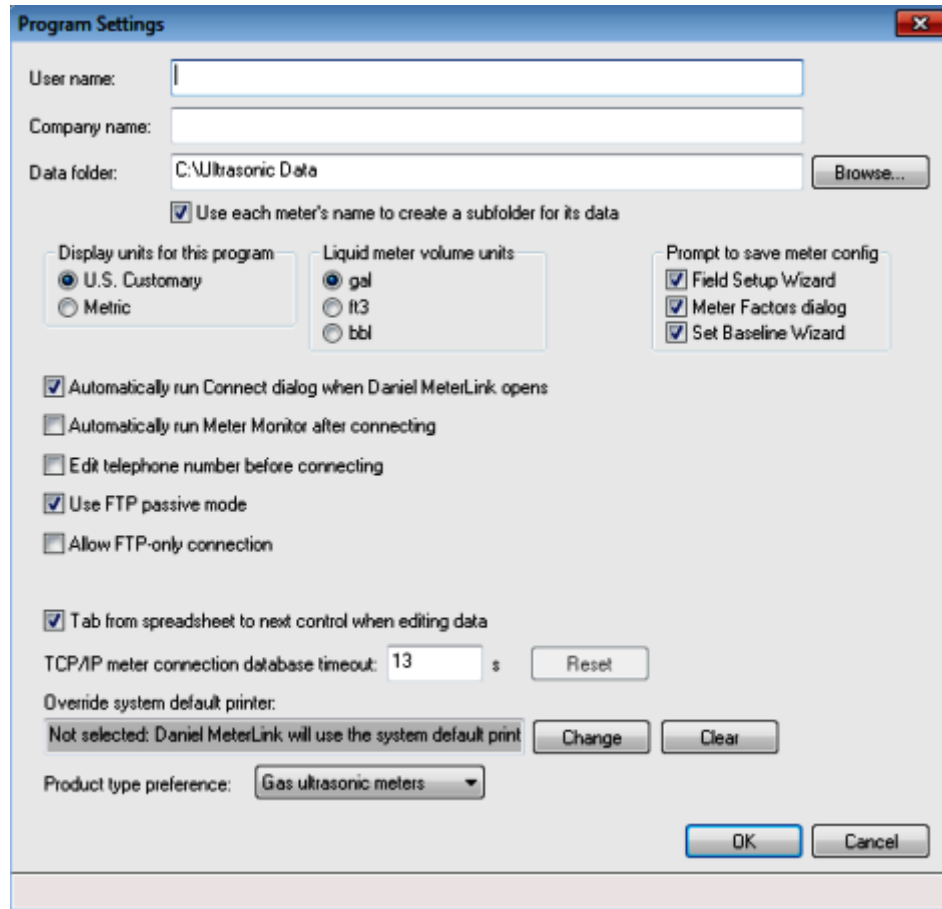 Program Settings
User name:
Company name:
Data folder: C:\Ultrasonic Data Browse...
Use each meter's name to create a subfolder for its data
Display units for this program Liquid meter volume units Prompt to save meter config
U.S. Customary gal Field Setup Wizard
Metric ft3 Meter Factors dialog
bbl Set Baseline Wizard
Automatically run Connect dialog when Daniel MeterLink opens
Automatically run Meter Monitor after connecting
Edit telephone number before connecting
Use FTP passive mode
Allow FTP-only connection
Tab from spreadsheet to next control when editing data
TCP/IP meter connection database timeout: 13 s Reset
Override system default printer:
Not selected: Daniel MeterLink will use the system default print Change Clear
Product type preference: Gas ultrasonic meters
OK Cancel